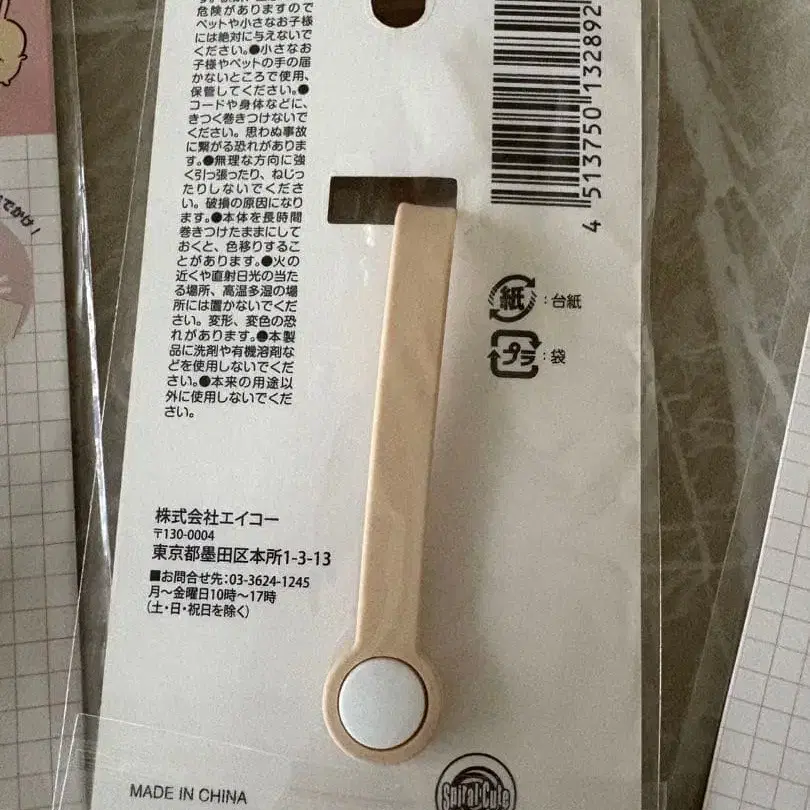 危険がありますので
ペットや小さなお子様
には絶対に与えないで
ください。●小さなお
子様やペットの手の届
かないところで使用、
保管してください。●
コードや身体などに、
きつく巻きつけないで
ください。思わぬ事故
に繋がる恐れがありま
す。●無理な方向に強
く引っ張ったり、ねじっ
たりしないでくださ
い。破損の原因になり
ます。●本体を長時間
巻きつけたままにして
おくと、色移りするこ
とがあります。●火の
近くや直射日光の当た
る場所、高温多湿の場
所には置かないでくだ
さい。変形、変色の恐
れがあります。●本製
品に洗剤や有機溶剤な
どを使用しないでくだ
さい。●本来の用途以
外に使用しないでくだ
さい。
4 513750 132892
紙:台紙
プラ:袋
株式会社エイコー
〒130-0004
東京都墨田区本所1-3-13
■お問合せ先:03-3624-1245
月〜金曜日10時〜17時
(土・日・祝日を除く)
MADE IN CHINA
Spiral Cute
でかけ!